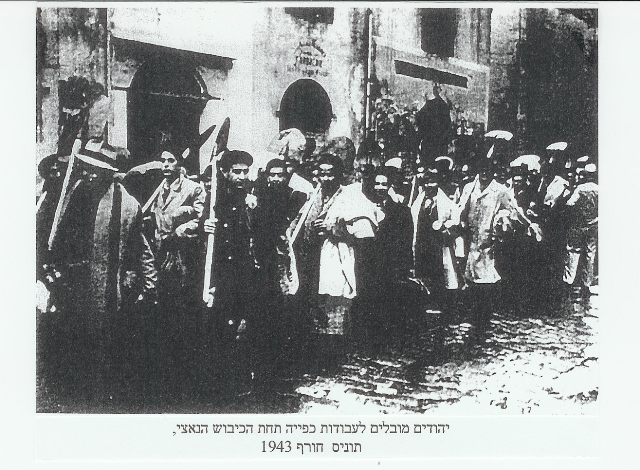 יהודים מובלים לעבודות כפייה תחת הכיבוש הנאצי,
תוניס חורף 1943